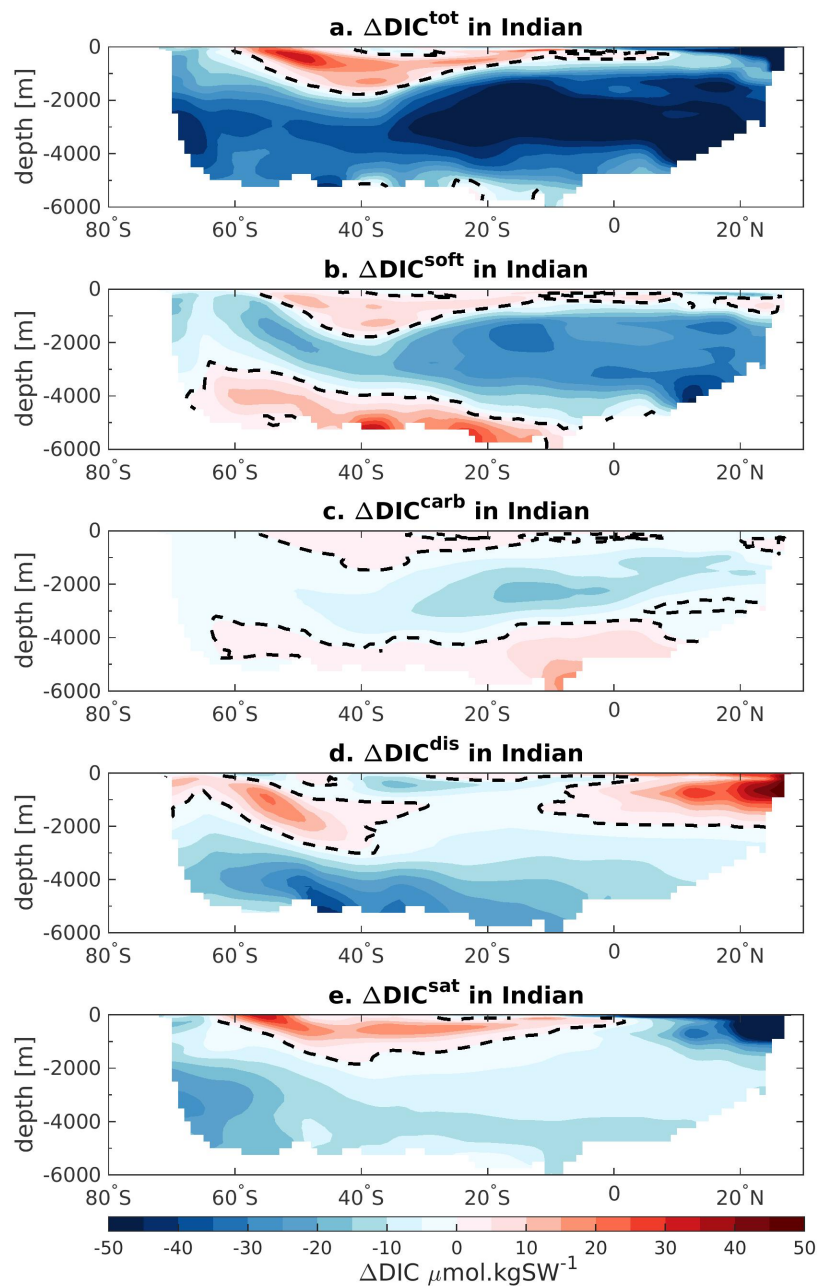 a. ΔDIC^tot in Indian
0
-2000
-4000
-6000
depth [m]
80°S 60°S 40°S 20°S 0 20°N
b. ΔDIC^soft in Indian
0
-2000
-4000
-6000
depth [m]
80°S 60°S 40°S 20°S 0 20°N
c. ΔDIC^carb in Indian
0
-2000
-4000
-6000
depth [m]
80°S 60°S 40°S 20°S 0 20°N
d. ΔDIC^dis in Indian
0
-2000
-4000
-6000
depth [m]
80°S 60°S 40°S 20°S 0 20°N
e. ΔDIC^sat in Indian
0
-2000
-4000
-6000
depth [m]
80°S 60°S 40°S 20°S 0 20°N
-50 -40 -30 -20 -10 0 10 20 30 40 50
ΔDIC μmol.kgSW^-1